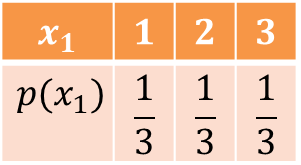 x₁ 1 2 3
p(x₁) 1/3 1/3 1/3